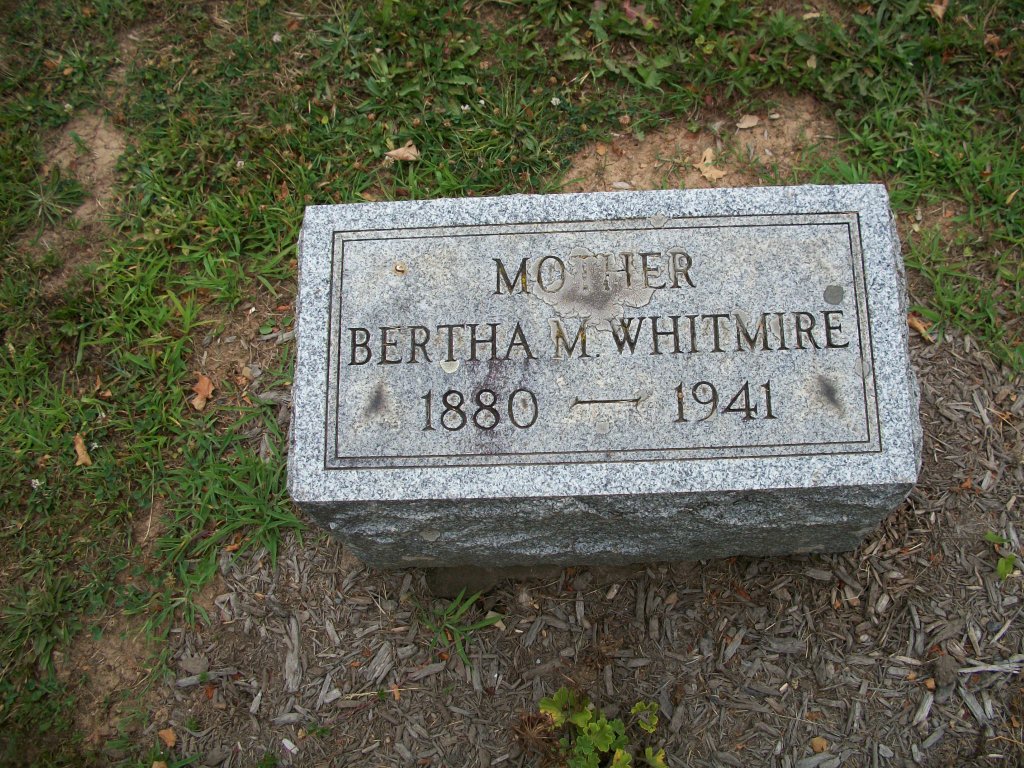 MOTHER
BERTHA M. WHITMIRE
1880 — 1941